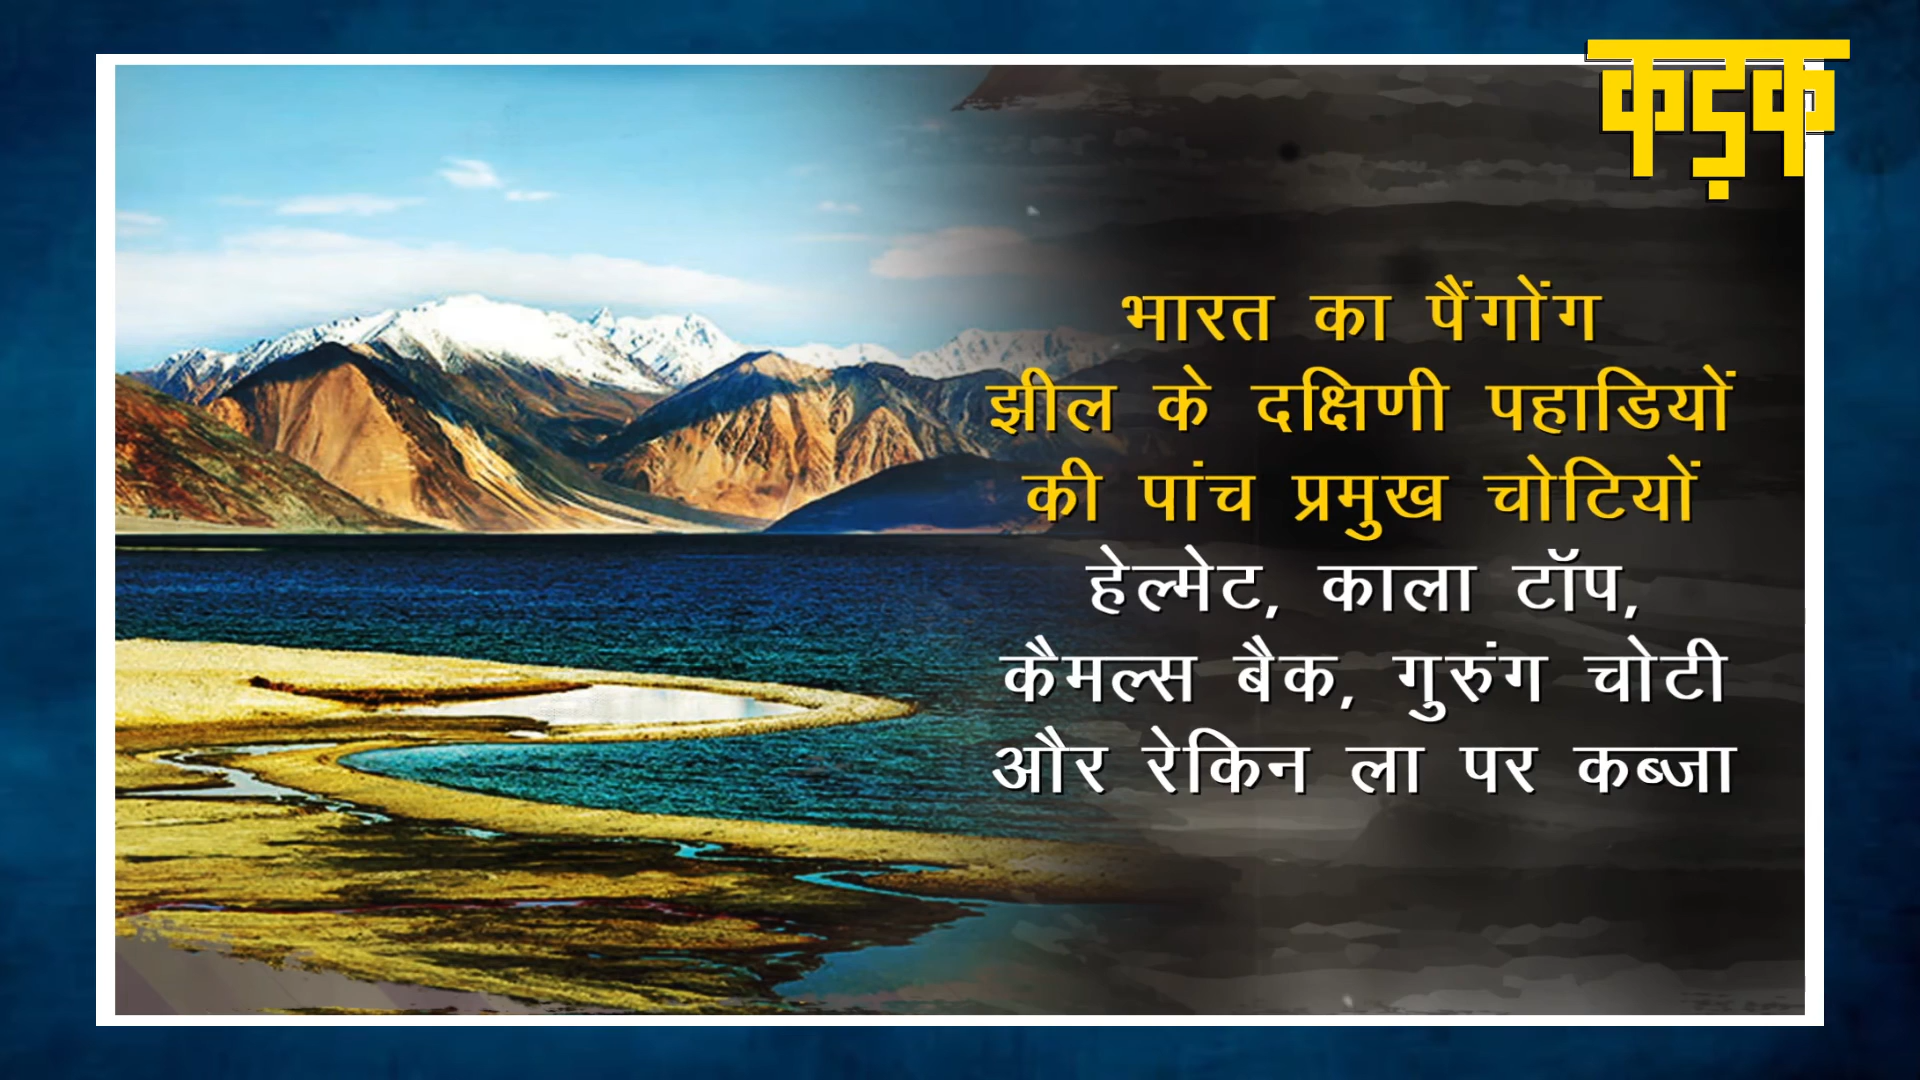 कड़क
भारत का पैंगोंग
झील के दक्षिणी पहाडियों
की पांच प्रमुख चोटियों
हेल्मेट, काला टॉप,
कैमल्स बैक, गुरुंग चोटी
और रेकिन ला पर कब्जा